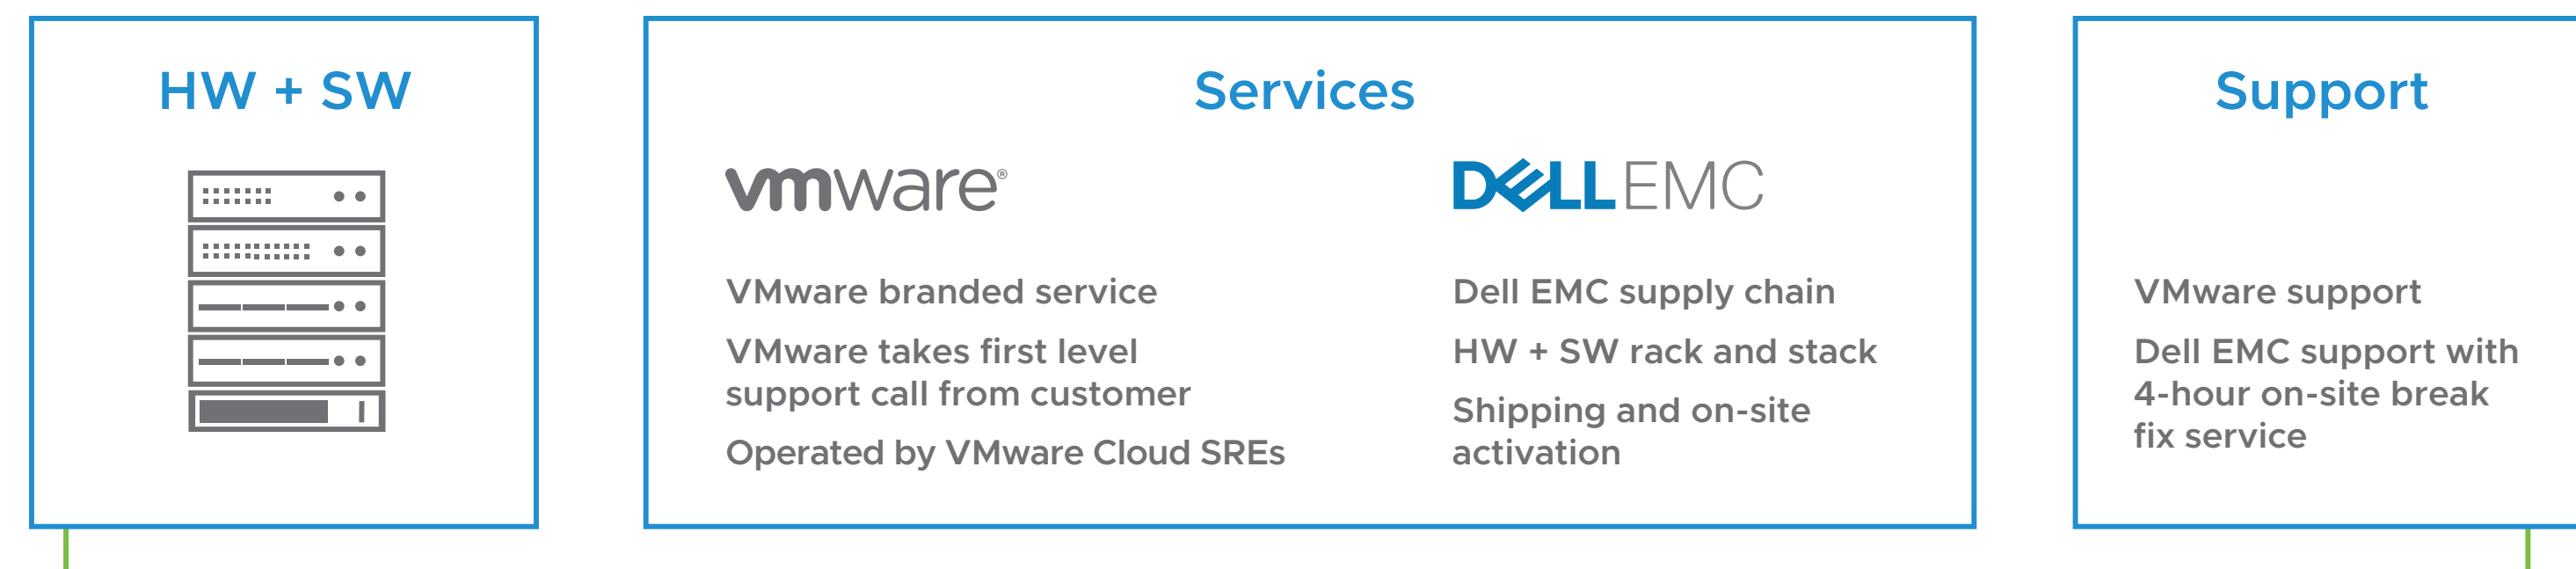 HW + SW
Services
vmware®
VMware branded service
VMware takes first level
support call from customer
Operated by VMware Cloud SREs
DELLEMC
Dell EMC supply chain
HW + SW rack and stack
Shipping and on-site
activation
Support
VMware support
Dell EMC support with
4-hour on-site break
fix service